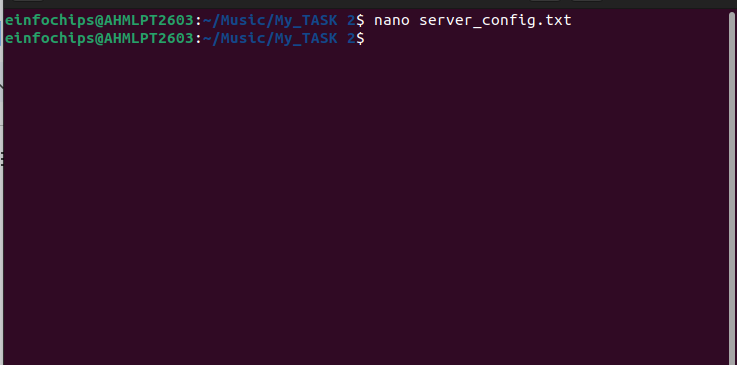 einfochips@AHMLPT2603:~/Music/My_TASK 2$ nano server_config.txt
einfochips@AHMLPT2603:~/Music/My_TASK 2$